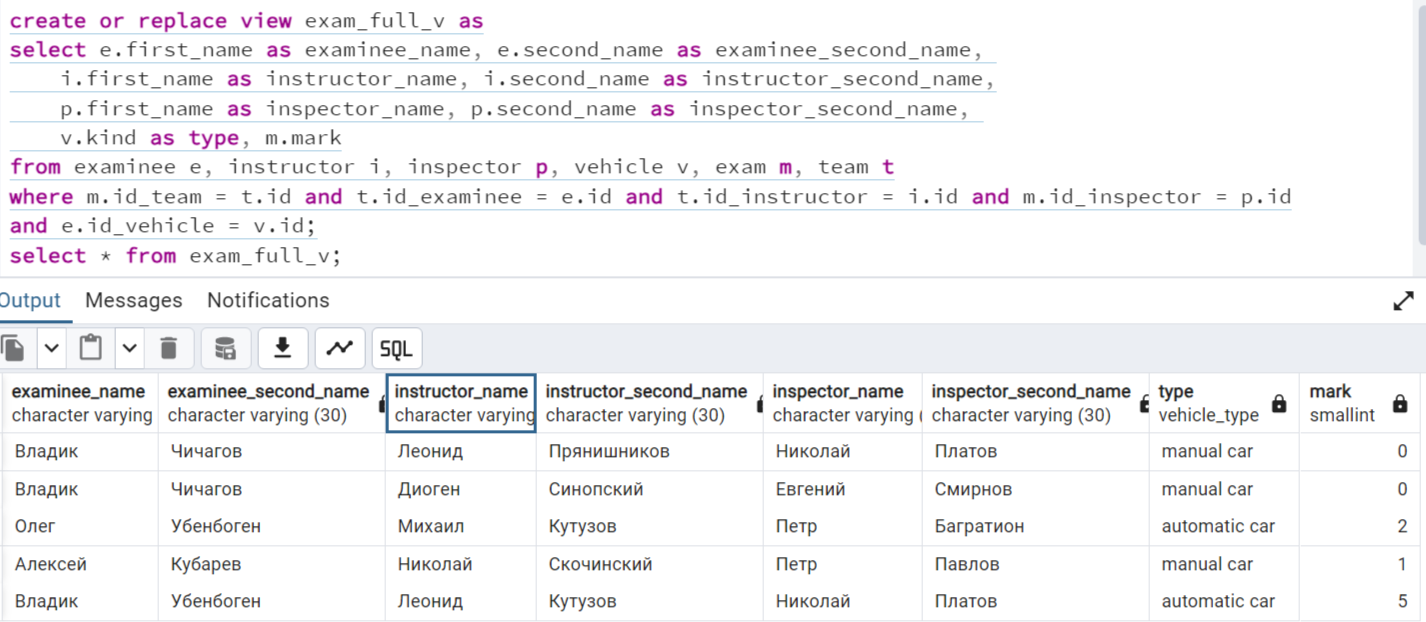 create or replace view exam_full_v as
select e.first_name as examinee_name, e.second_name as examinee_second_name,
i.first_name as instructor_name, i.second_name as instructor_second_name,
p.first_name as inspector_name, p.second_name as inspector_second_name,
v.kind as type, m.mark
from examinee e, instructor i, inspector p, vehicle v, exam m, team t
where m.id_team = t.id and t.id_examinee = e.id and t.id_instructor = i.id and m.id_inspector = p.id
and e.id_vehicle = v.id;
select * from exam_full_v;
Output Messages Notifications
SQL
examinee_name examinee_second_name instructor_name instructor_second_name inspector_name inspector_second_name type mark
character varying character varying (30) character varying character varying (30) character varying ( character varying (30) vehicle_type smallint
Владик Чичагов Леонид Прянишников Николай Платов manual car 0
Владик Чичагов Диоген Синопский Евгений Смирнов manual car 0
Олег Убенбоген Михаил Кутузов Петр Багратион automatic car 2
Алексей Кубарев Николай Скочинский Петр Павлов manual car 1
Владик Убенбоген Леонид Кутузов Николай Платов automatic car 5